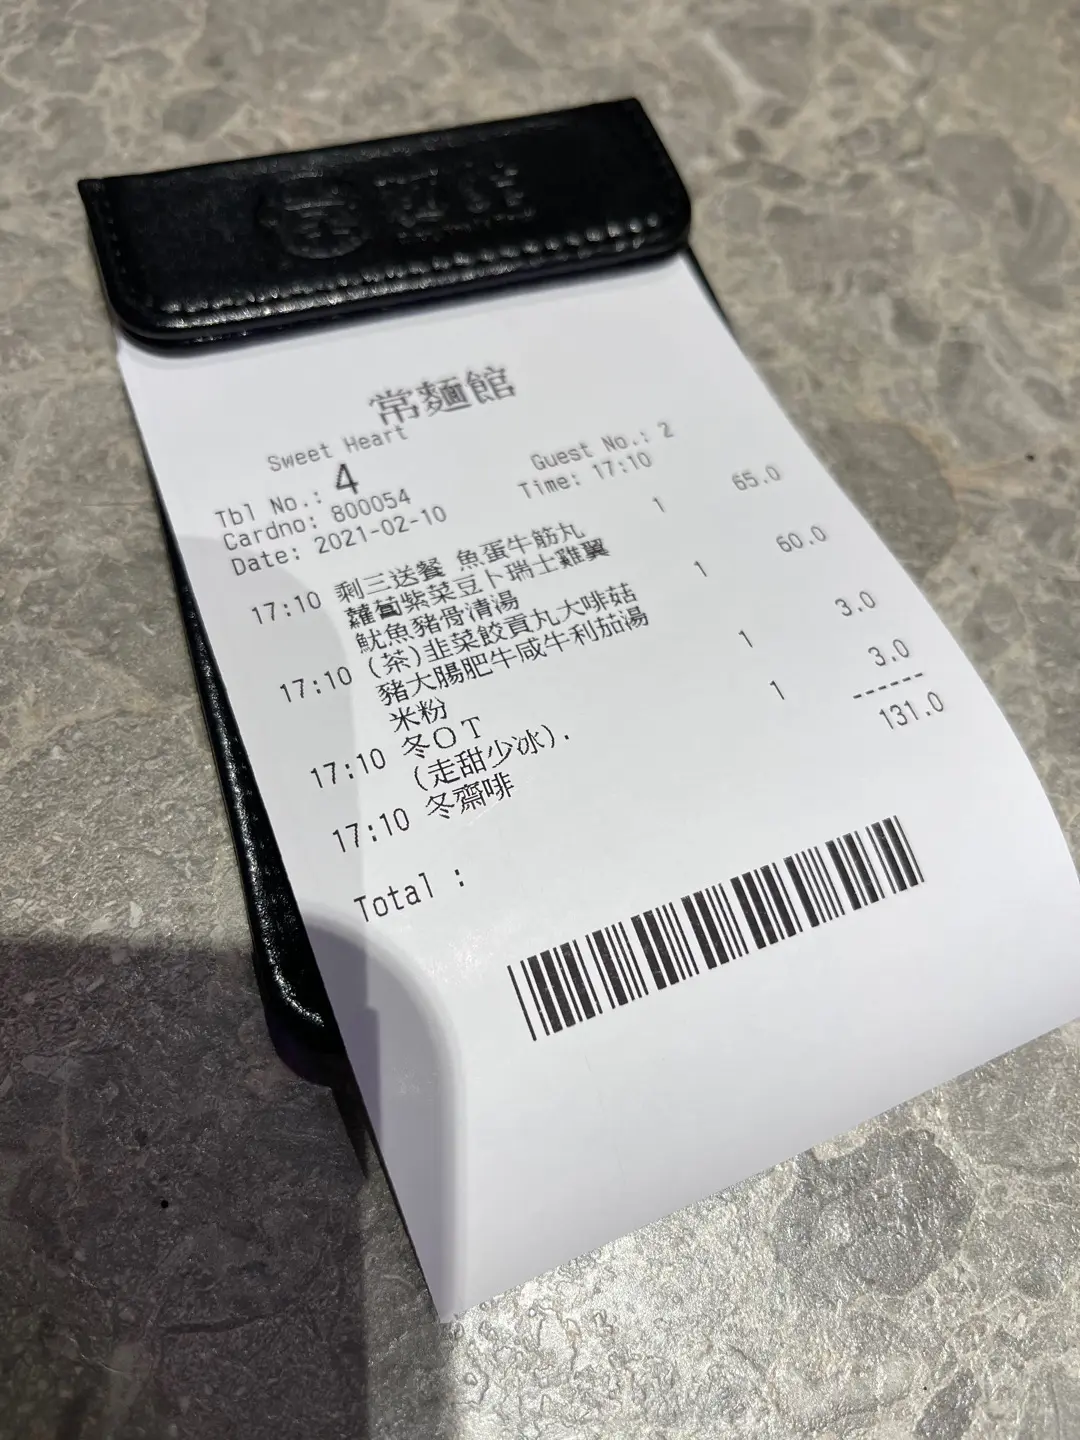 常麵館
Sweet Heart
Tbl No.: 4 Guest No.: 2
Cardno: 800054 Time: 17:10
Date: 2021-02-10
17:10 剩三送餐 魚蛋牛筋丸 1 65.0
蘿蔔紫菜豆卜瑞士雞翼
魷魚豬骨清湯
17:10 (茶)韭菜餃貢丸大啡菇 1 60.0
豬大腸肥牛咸牛利茄湯
米粉
17:10 冬OT 1 3.0
(走甜少冰).
17:10 冬齋啡 1 3.0
------
Total : 131.0